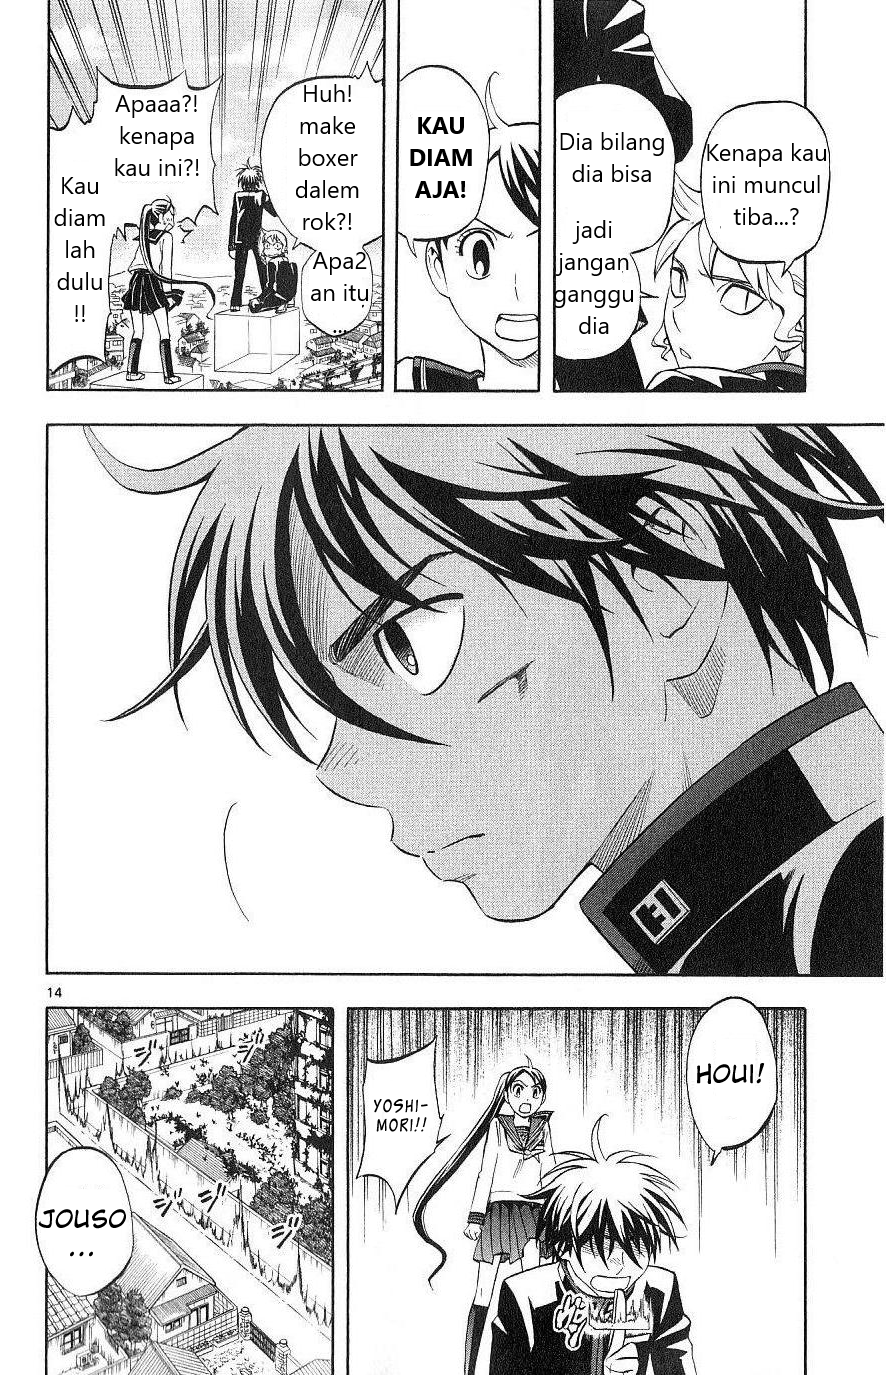 Kenapa kau
ini muncul
tiba...?
Dia bilang
dia bisa
jadi
jangan
ganggu
dia
KAU
DIAM
AJA!
Huh!
make
boxer
dalem
rok?!
Apa2
an itu
...
Apaaa?!
kenapa
kau ini?!
Kau
diam
lah
dulu
!!
14
HOUI!
YOSHI-
MORI!!
JOUSO
...